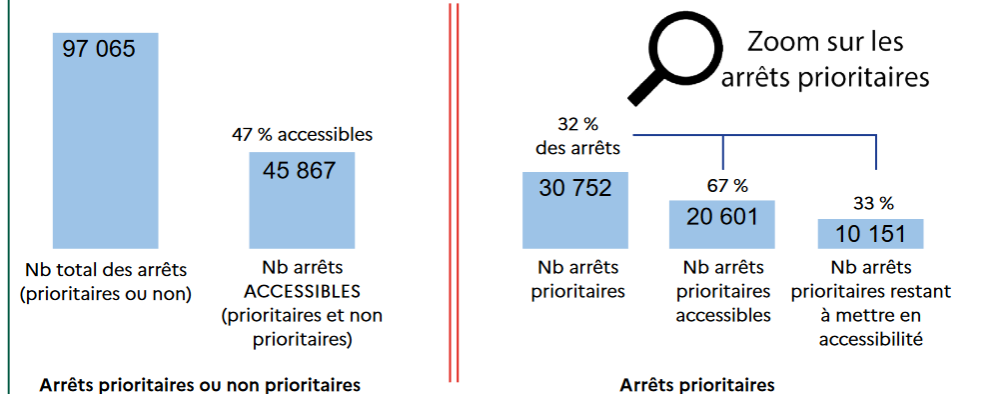 97 065
47 % accessibles
45 867
Nb total des arrêts
(prioritaires ou non)
Nb arrêts
ACCESSIBLES
(prioritaires et non
prioritaires)
Arrêts prioritaires ou non prioritaires
Zoom sur les
arrêts prioritaires
32 %
des arrêts
30 752
67 %
20 601
33 %
10 151
Nb arrêts
prioritaires
Nb arrêts
prioritaires
accessibles
Nb arrêts
prioritaires restant
à mettre en
accessibilité
Arrêts prioritaires